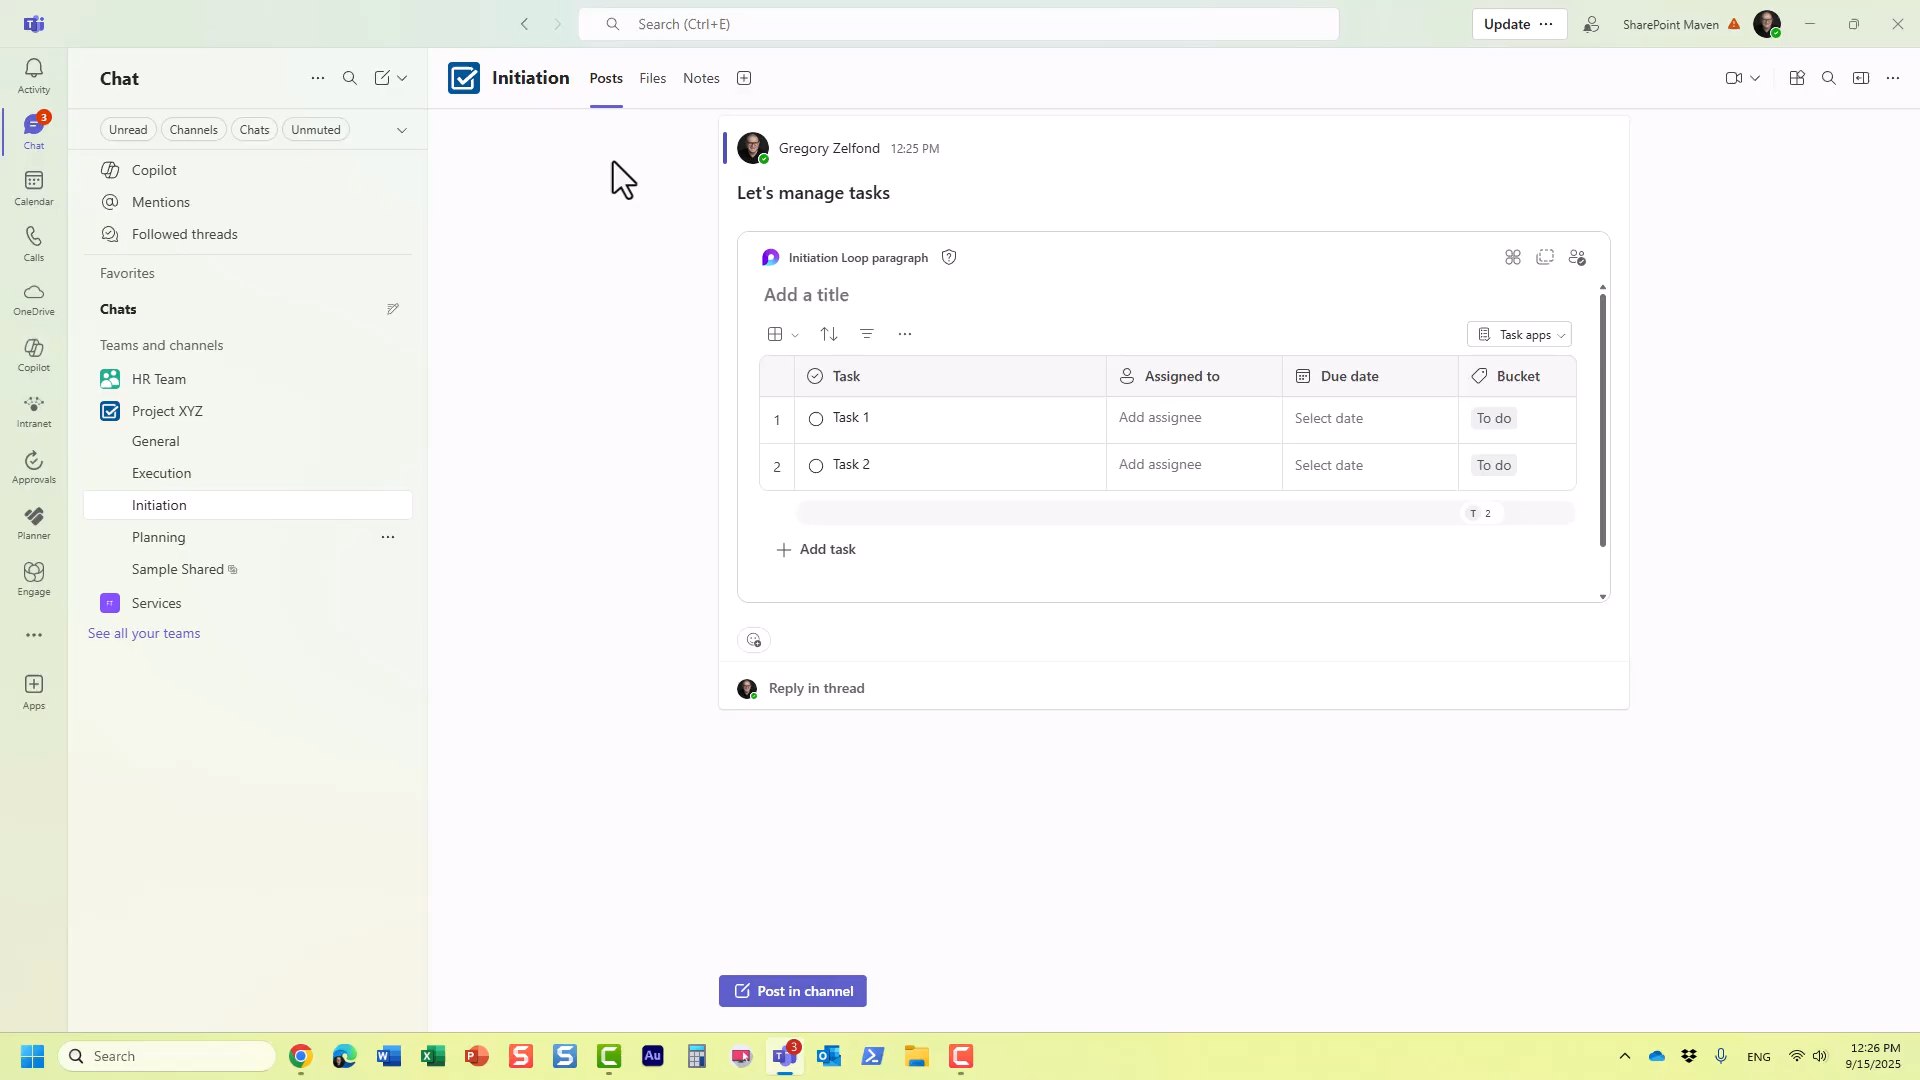 Search (Ctrl+E)
Update
SharePoint Maven
Activity
Chat
3
Calendar
Calls
OneDrive
Copilot
Intranet
Approvals
Planner
Engage
Apps
Chat
Unread
Channels
Chats
Unmuted
Copilot
Mentions
Followed threads
Favorites
Chats
Teams and channels
HR Team
Project XYZ
General
Execution
Initiation
Planning
Sample Shared
FT Services
See all your teams
Initiation
Posts
Files
Notes
Gregory Zelfond 12:25 PM
Let's manage tasks
Initiation Loop paragraph
Add a title
Task apps
Task Assigned to Due date Bucket
1 Task 1 Add assignee Select date To do
2 Task 2 Add assignee Select date To do
T 2
Add task
Reply in thread
Post in channel
Search
3
ENG
12:26 PM
9/15/2025